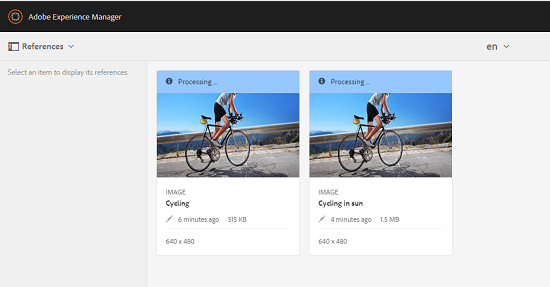 Adobe Experience Manager
References
en
Select an item to display its references.
Processing ..
Processing ..
IMAGE
Cycling
6 minutes ago 515 KB
640 x 480
IMAGE
Cycling in sun
4 minutes ago 1.5 MB
640 x 480